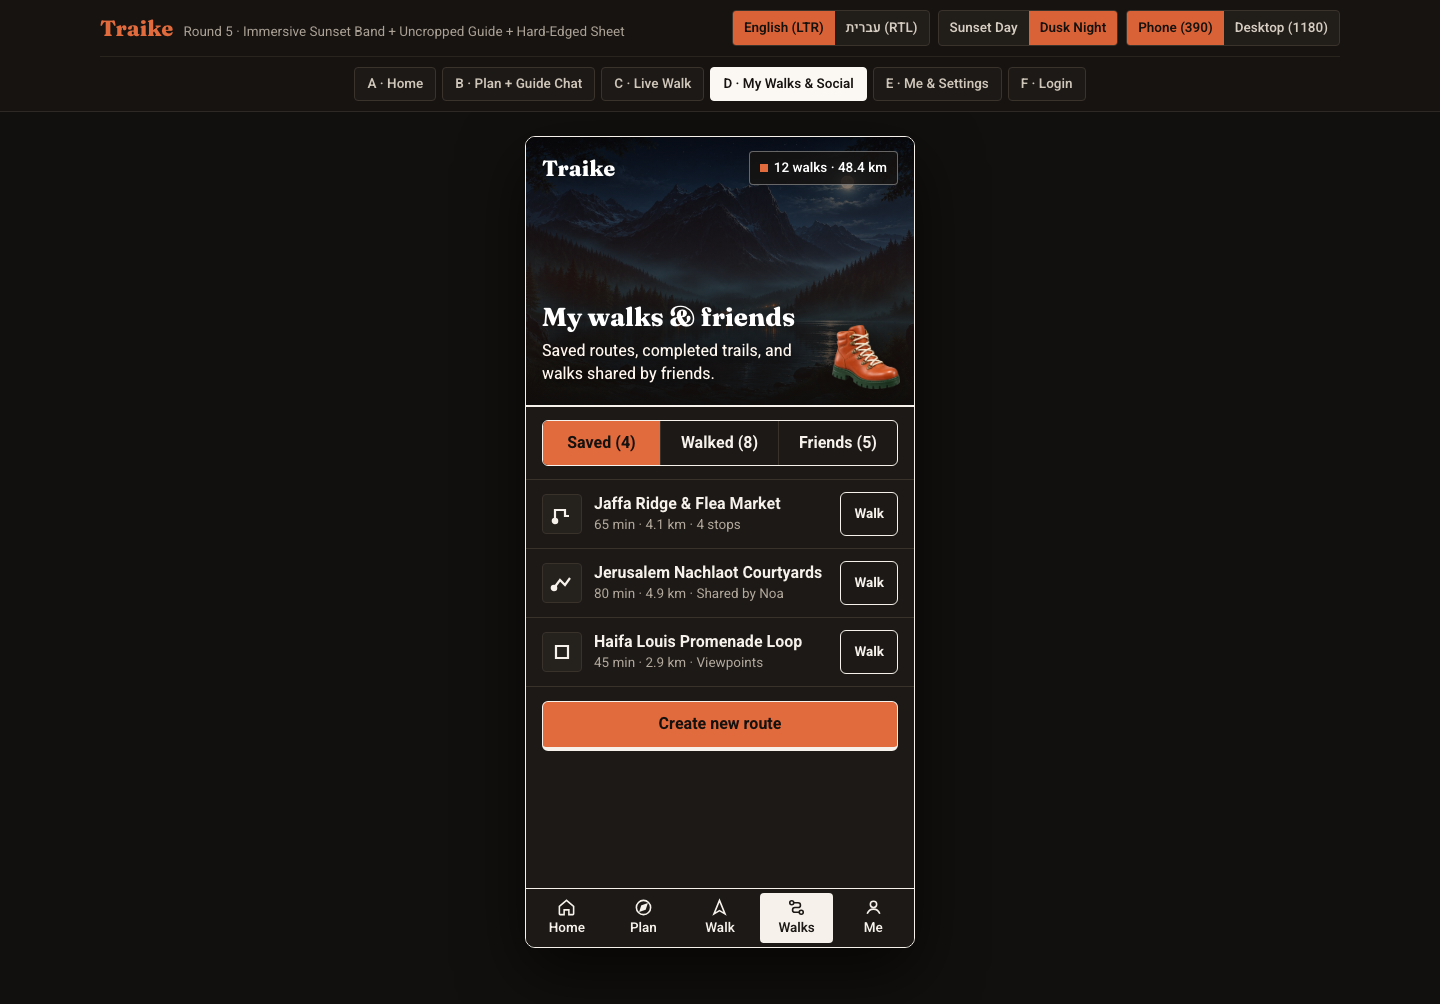 Traike Round 5 · Immersive Sunset Band + Uncropped Guide + Hard-Edged Sheet
English (LTR) עברית (RTL) Sunset Day Dusk Night Phone (390) Desktop (1180)
A · Home B · Plan + Guide Chat C · Live Walk D · My Walks & Social E · Me & Settings F · Login
Traike
12 walks · 48.4 km
My walks & friends
Saved routes, completed trails, and
walks shared by friends.
Saved (4) Walked (8) Friends (5)
Jaffa Ridge & Flea Market
65 min · 4.1 km · 4 stops
Walk
Jerusalem Nachlaot Courtyards
80 min · 4.9 km · Shared by Noa
Walk
Haifa Louis Promenade Loop
45 min · 2.9 km · Viewpoints
Walk
Create new route
Home Plan Walk Walks Me